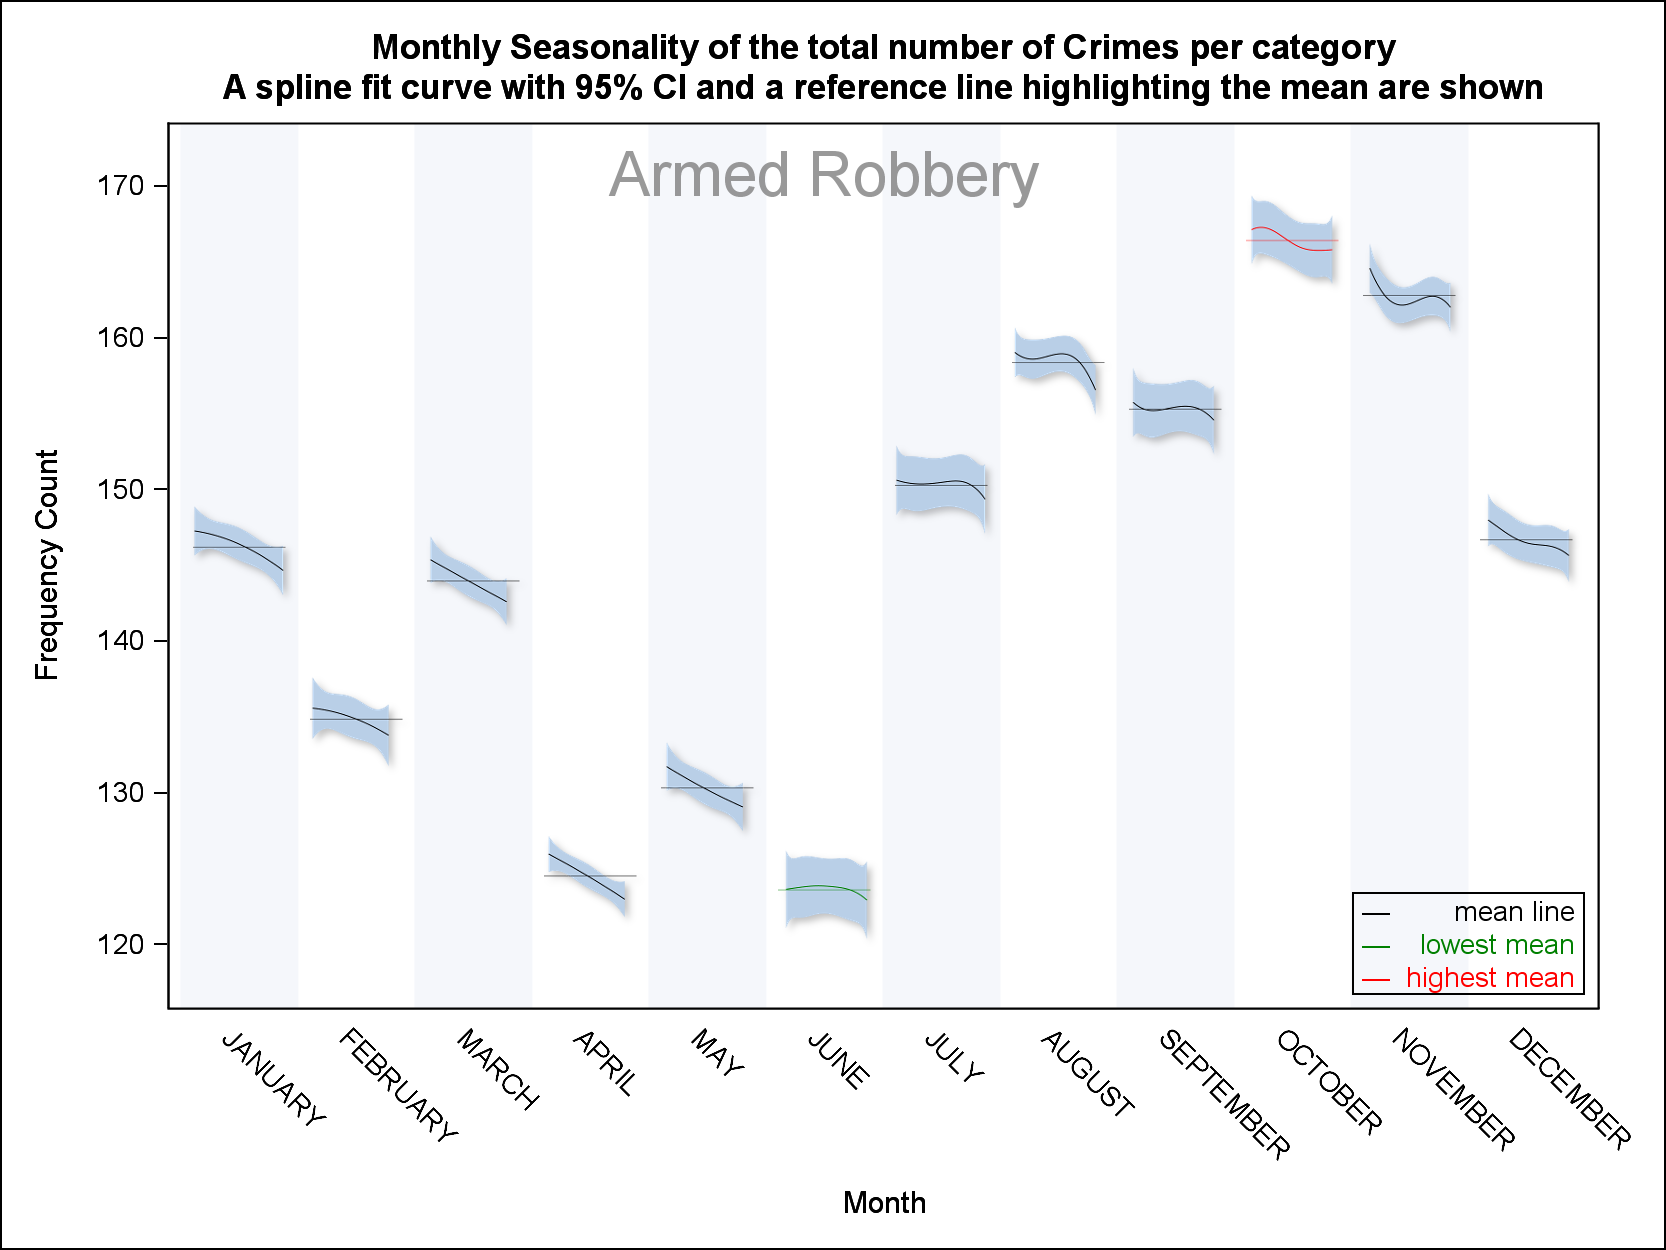 Monthly Seasonality of the total number of Crimes per category
A spline fit curve with 95% CI and a reference line highlighting the mean are shown
Armed Robbery
Frequency Count
170
160
150
140
130
120
mean line
lowest mean
highest mean
JANUARY
FEBRUARY
MARCH
APRIL
MAY
JUNE
JULY
AUGUST
SEPTEMBER
OCTOBER
NOVEMBER
DECEMBER
Month